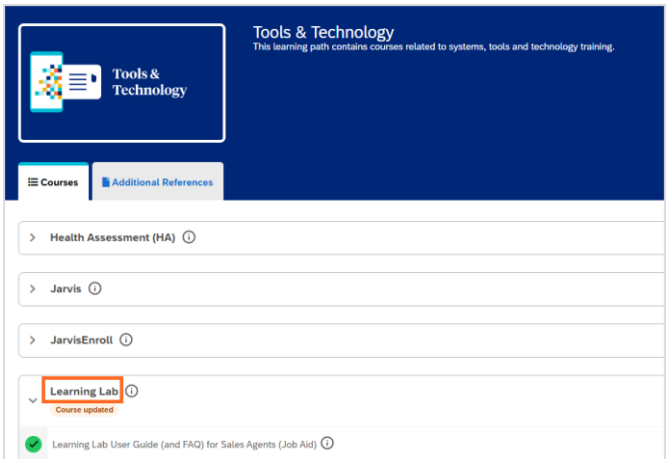 Tools & Technology
This learning path contains courses related to systems, tools and technology training.
Tools &
Technology
Courses
Additional References
Health Assessment (HA)
Jarvis
JarvisEnroll
Learning Lab
Course updated
Learning Lab User Guide (and FAQ) for Sales Agents (Job Aid)